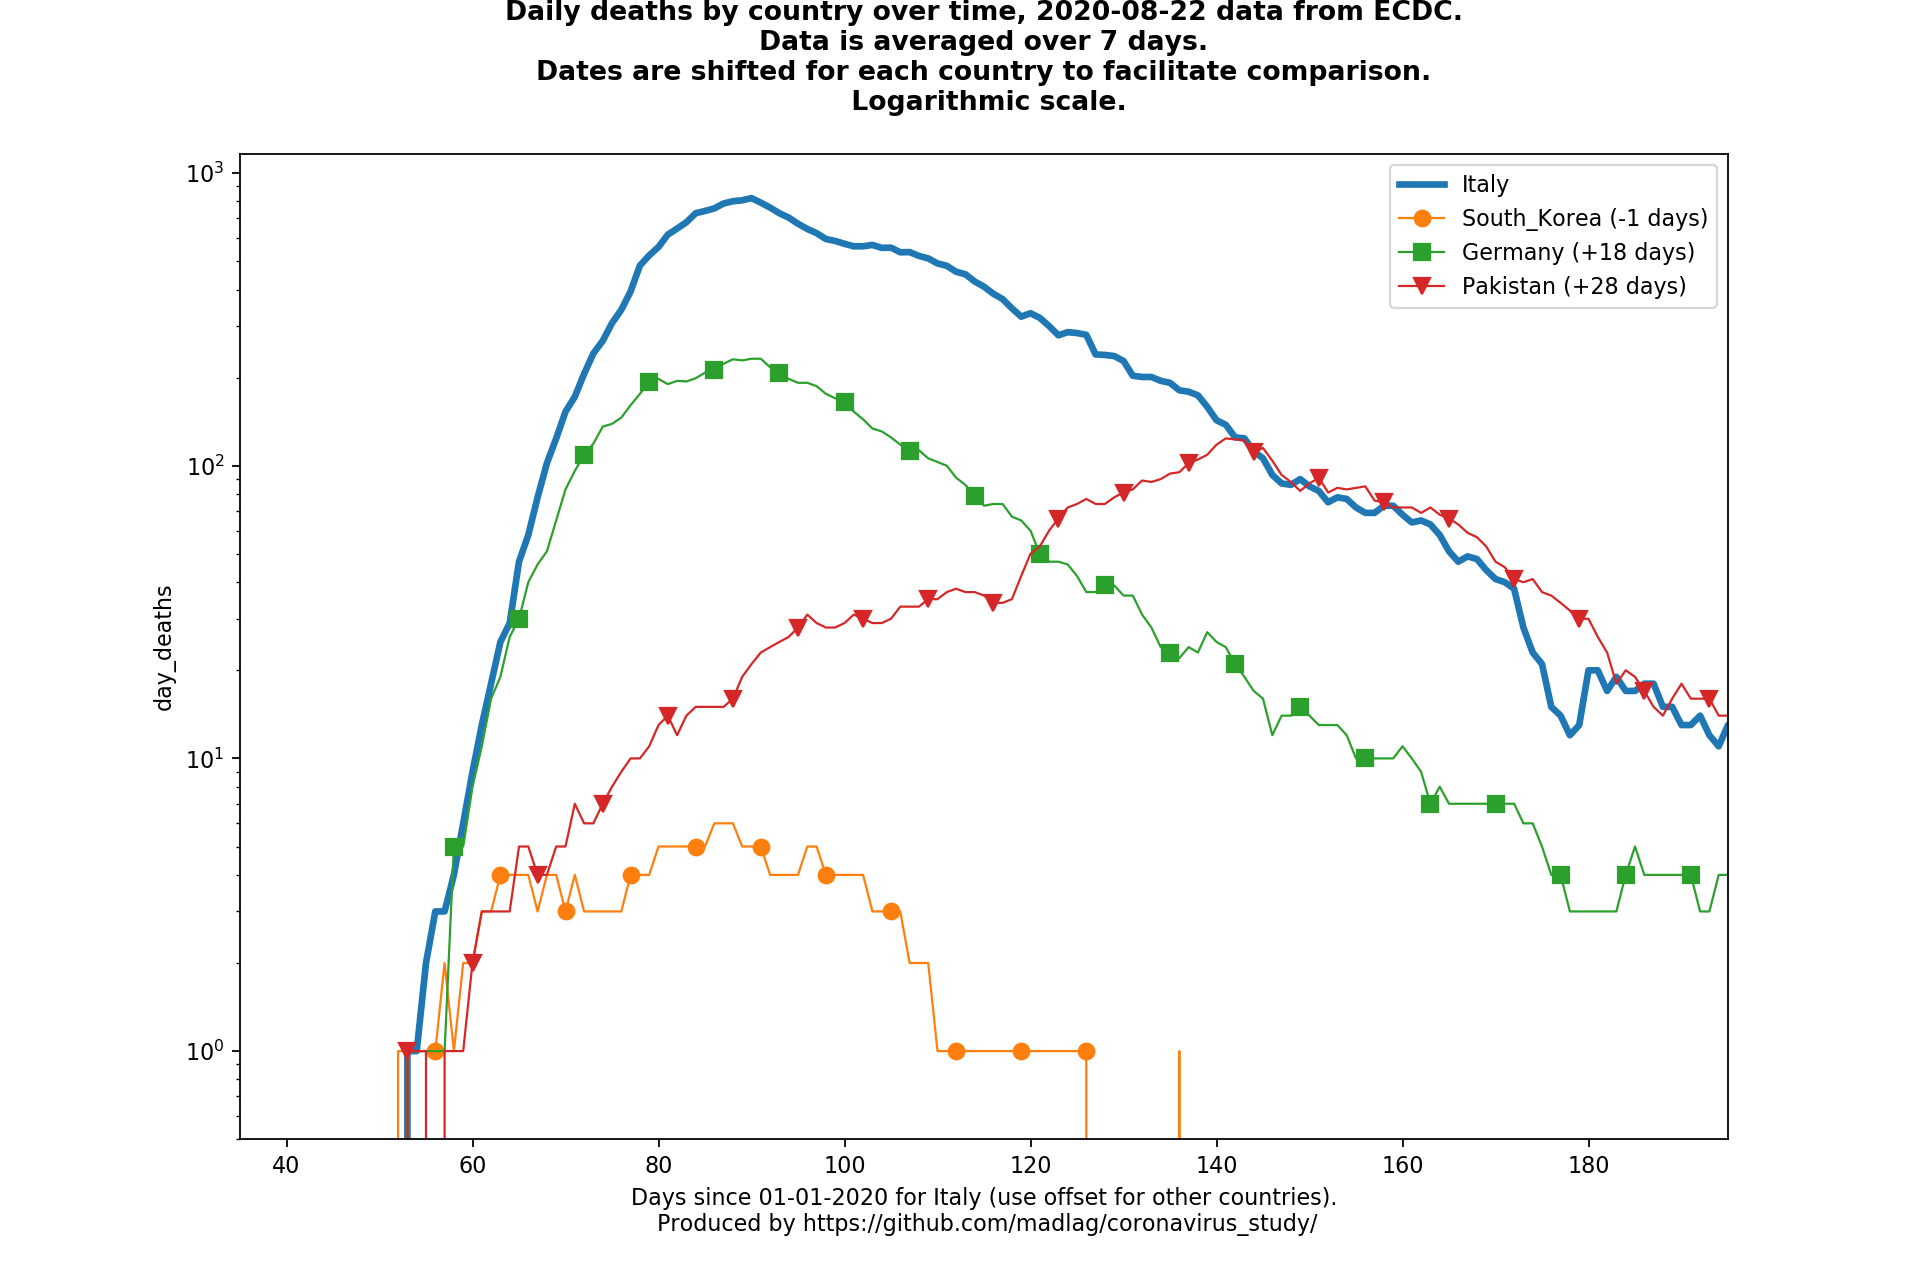 Daily deaths by country over time, 2020-08-22 data from ECDC.
Data is averaged over 7 days.
Dates are shifted for each country to facilitate comparison.
Logarithmic scale.
10³
10²
10¹
10⁰
day_deaths
Italy
South_Korea (-1 days)
Germany (+18 days)
Pakistan (+28 days)
40 60 80 100 120 140 160 180
Days since 01-01-2020 for Italy (use offset for other countries).
Produced by https://github.com/madlag/coronavirus_study/